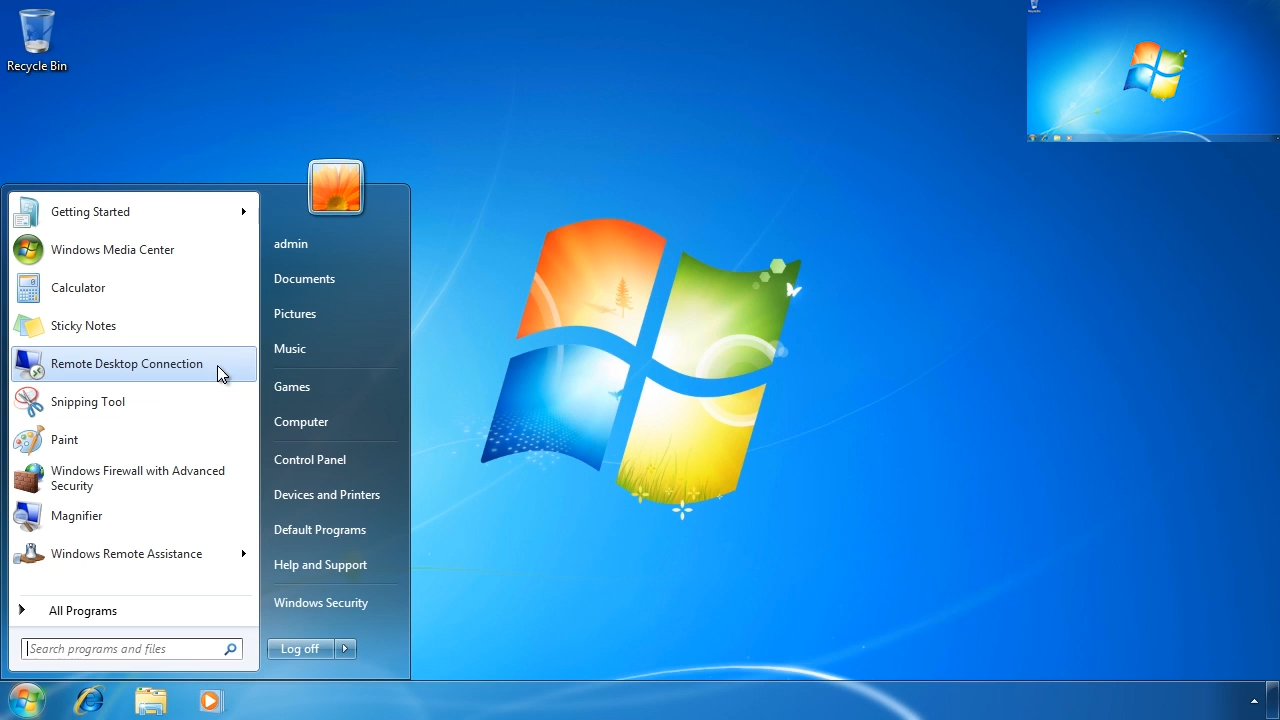 Recycle Bin
Getting Started
Windows Media Center
Calculator
Sticky Notes
Remote Desktop Connection
Snipping Tool
Paint
Windows Firewall with Advanced
Security
Magnifier
Windows Remote Assistance
All Programs
Search programs and files
admin
Documents
Pictures
Music
Games
Computer
Control Panel
Devices and Printers
Default Programs
Help and Support
Windows Security
Log off